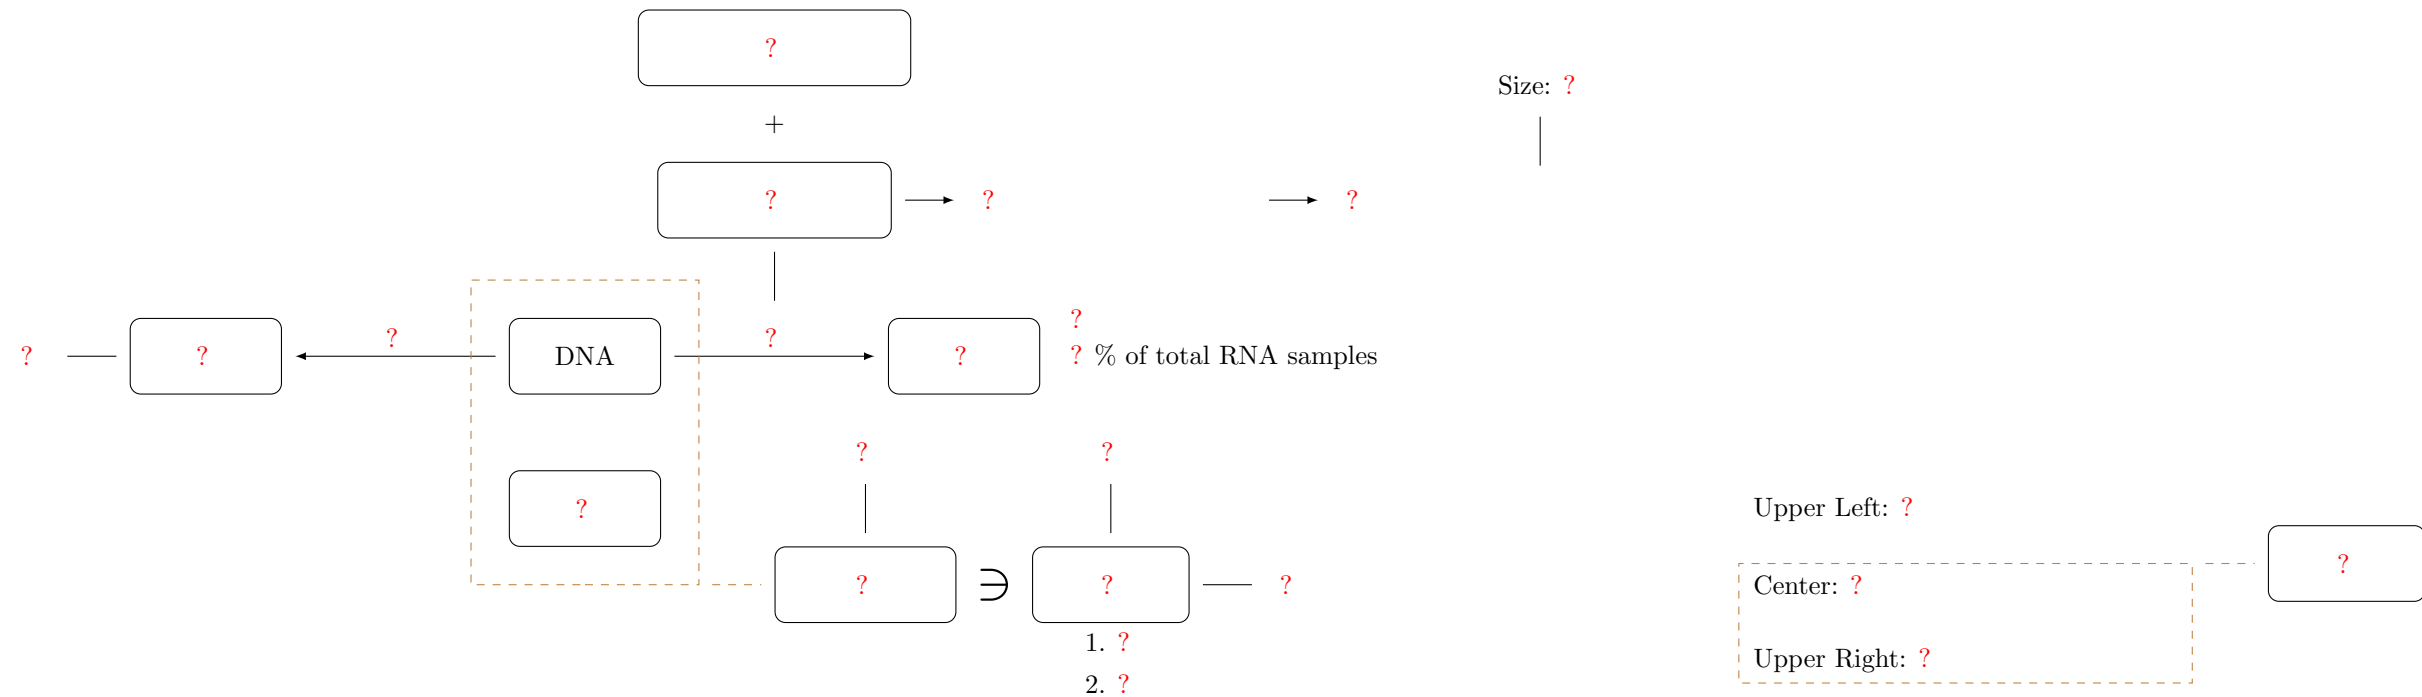 ?
Size: ?
+
? ? ?
? ? ? DNA ? ? ?
? % of total RNA samples
? ?
? Upper Left: ?
? ∋ ? ? Center: ? ?
1. ?
Upper Right: ?
2. ?